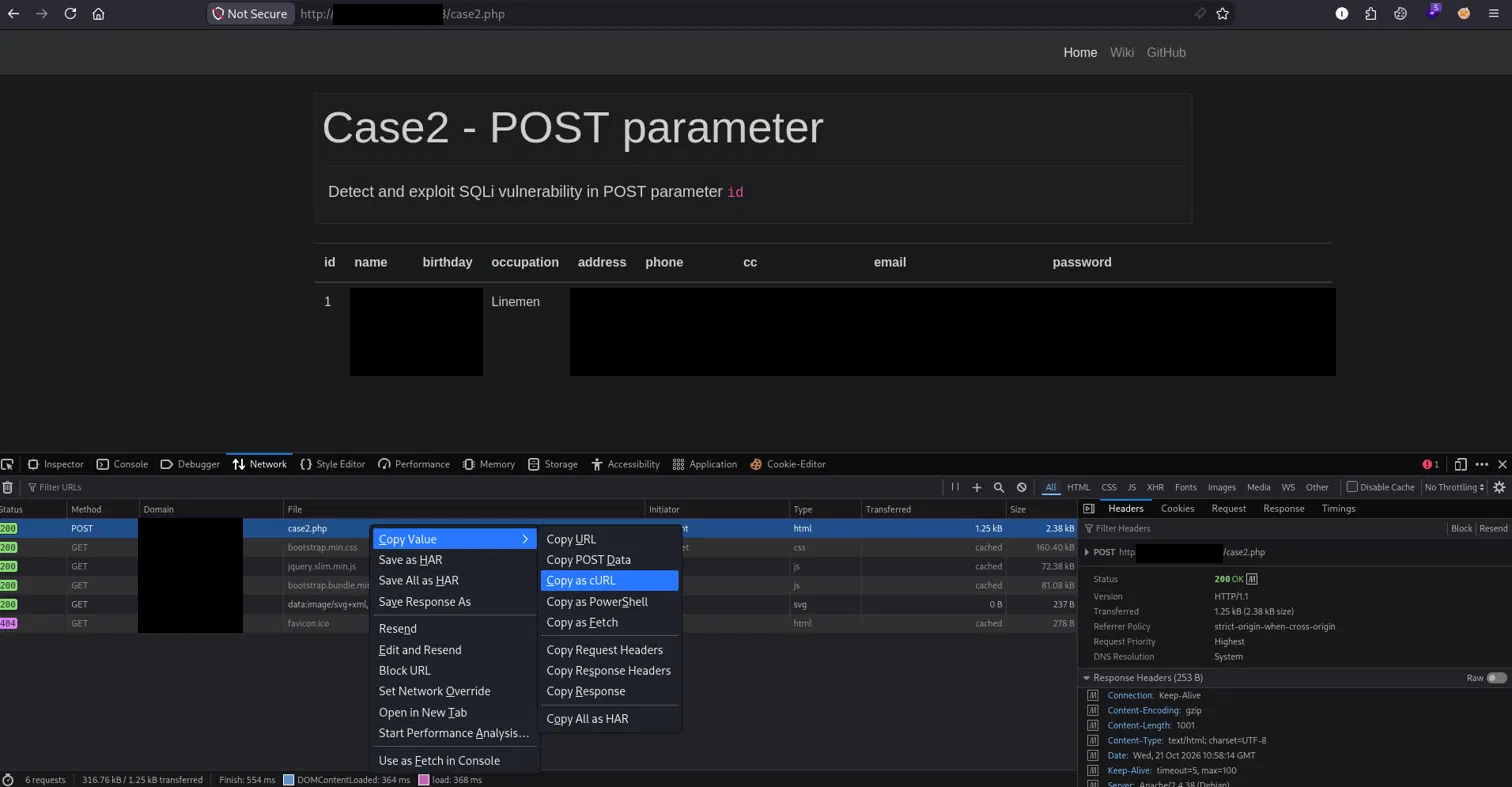 Not Secure http:// /case2.php 5
Home Wiki GitHub
Case2 - POST parameter
Detect and exploit SQLi vulnerability in POST parameter id
id name birthday occupation address phone cc email password
1 Linemen
Inspector Console Debugger Network Style Editor Performance Memory Storage Accessibility Application Cookie-Editor 1
Filter URLs All HTML CSS JS XHR Fonts Images Media WS Other Disable Cache No Throttling
Status Method Domain File Initiator Type Transferred Size Headers Cookies Request Response Timings
200 POST case2.php html 1.25 kB 2.38 kB
200 GET bootstrap.min.css css cached 160.40 kB
200 GET jquery.slim.min.js js cached 72.38 kB
200 GET bootstrap.bundle.min js cached 81.08 kB
200 GET data:image/svg+xml, svg 0 B 237 B
404 GET favicon.ico html cached 278 B
Copy Value
Save as HAR
Save All as HAR
Save Response As
Resend
Edit and Resend
Block URL
Set Network Override
Open in New Tab
Start Performance Analysis…
Use as Fetch in Console
Copy URL
Copy POST Data
Copy as cURL
Copy as PowerShell
Copy as Fetch
Copy Request Headers
Copy Response Headers
Copy Response
Copy All as HAR
Filter Headers Block Resend
POST http /case2.php
Status 200 OK
Version HTTP/1.1
Transferred 1.25 kB (2.38 kB size)
Referrer Policy strict-origin-when-cross-origin
Request Priority Highest
DNS Resolution System
Response Headers (253 B) Raw
Connection: Keep-Alive
Content-Encoding: gzip
Content-Length: 1001
Content-Type: text/html; charset=UTF-8
Date: Wed, 21 Oct 2026 10:58:14 GMT
Keep-Alive: timeout=5, max=100
Server: Apache/2.4.38 (Debian)
6 requests 316.76 kB / 1.25 kB transferred Finish: 554 ms DOMContentLoaded: 364 ms load: 368 ms